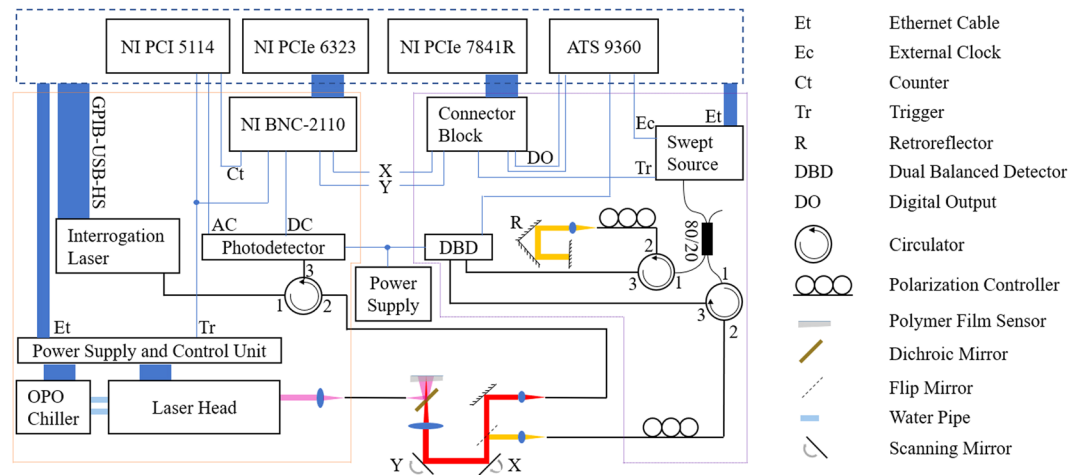 NI PCI 5114
NI PCIe 6323
NI PCIe 7841R
ATS 9360
GPIB-USB-HS
NI BNC-2110
Connector
Block
DO
Ec
Et
Swept
Source
Tr
Ct
X
Y
Interrogation
Laser
AC
DC
Photodetector
DBD
Power
Supply
R
80/20
1
2
3
1
2
3
1
2
3
Et
Tr
Power Supply and Control Unit
OPO
Chiller
Laser Head
Y
X
Et Ethernet Cable
Ec External Clock
Ct Counter
Tr Trigger
R Retroreflector
DBD Dual Balanced Detector
DO Digital Output
Circulator
Polarization Controller
Polymer Film Sensor
Dichroic Mirror
Flip Mirror
Water Pipe
Scanning Mirror